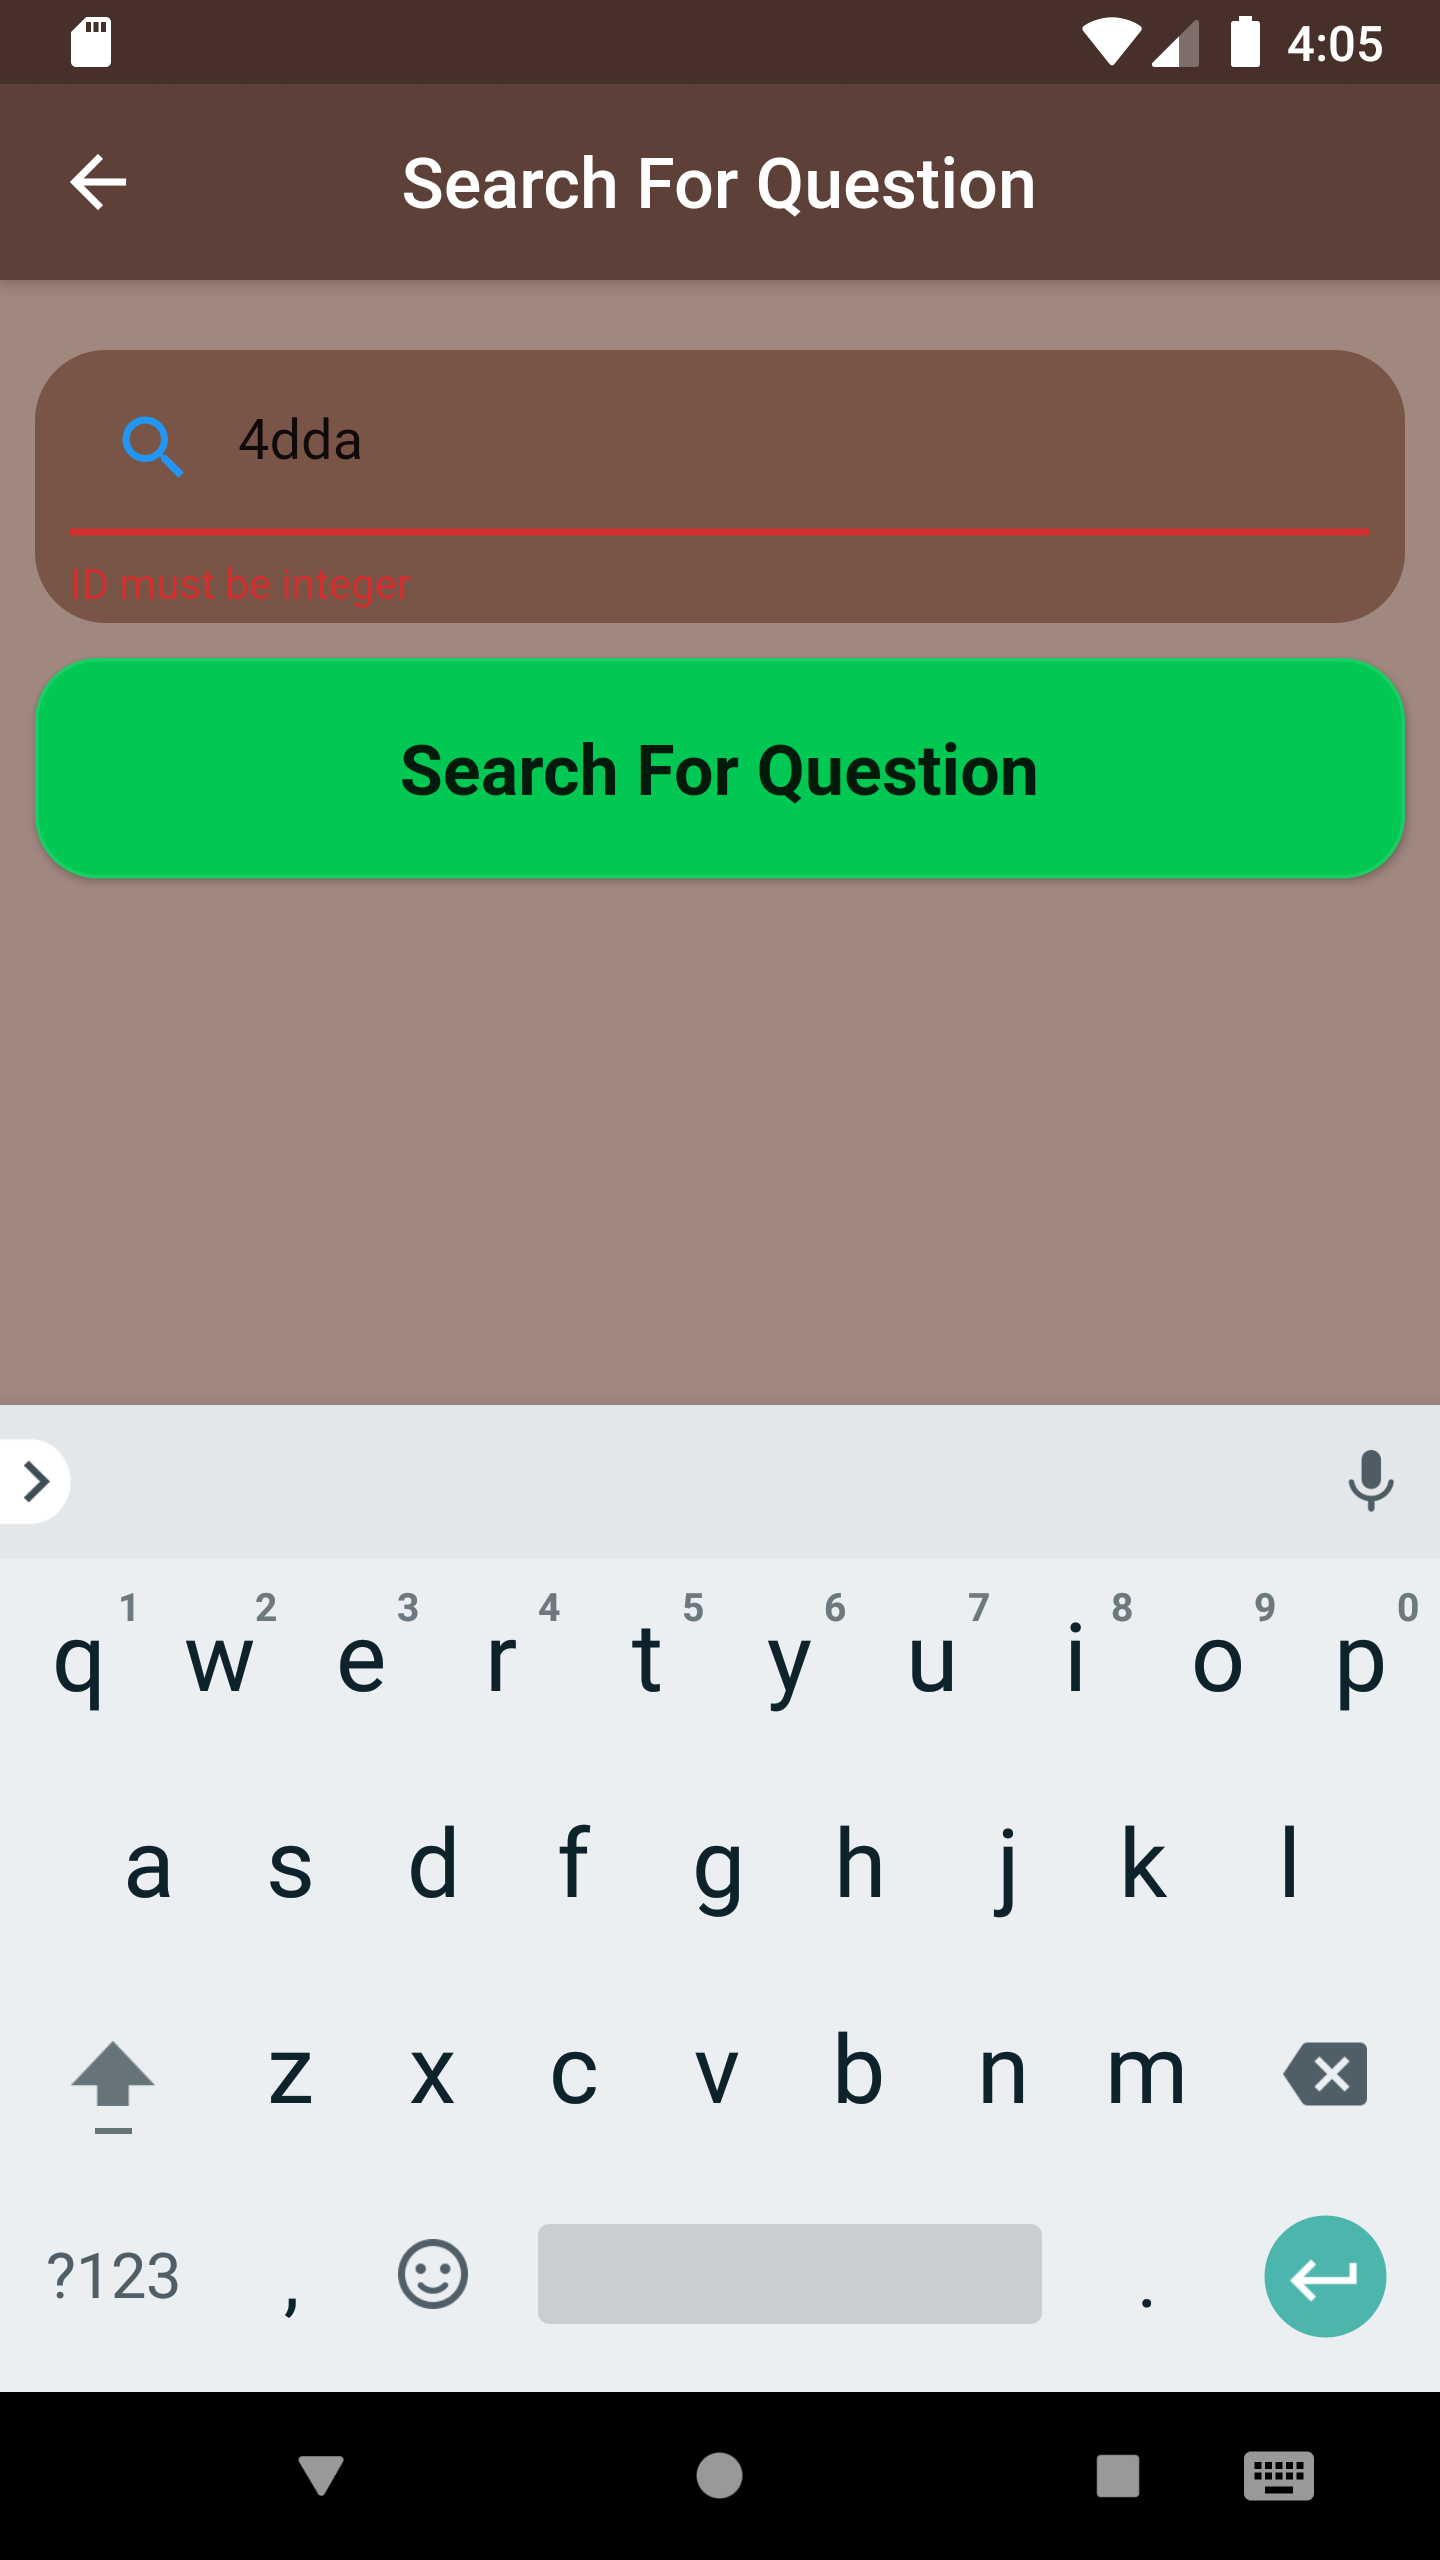 4:05
Search For Question
4dda
ID must be integer
Search For Question
1 2 3 4 5 6 7 8 9 0
q w e r t y u i o p
a s d f g h j k l
z x c v b n m
?123 , .